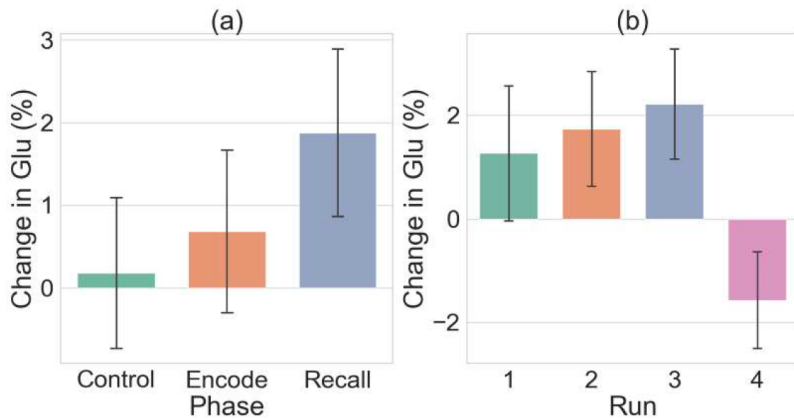 (a)
(b)
Change in Glu (%)
3
2
1
0
Control Encode Recall
Phase
Change in Glu (%)
2
0
−2
1 2 3 4
Run